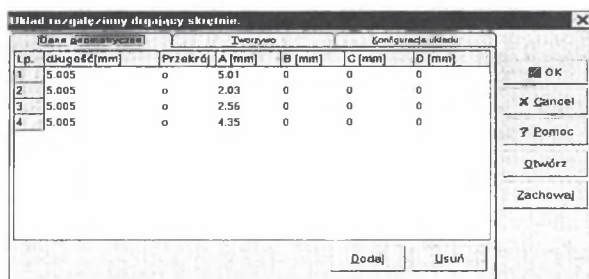 Układ rozgałęziony drgający skrętnie.
Dane geometryczne Tworzywo Konfiguracja układu
Lp. długość[mm] Przekrój A [mm] B [mm] C [mm] D [mm]
1 5.005 o 5.01 0 0 0
2 5.005 o 2.03 0 0 0
3 5.005 o 2.56 0 0 0
4 5.005 o 4.35 0 0 0
OK
Cancel
? Pomoc
Otwórz
Zachowaj
Dodaj Usuń